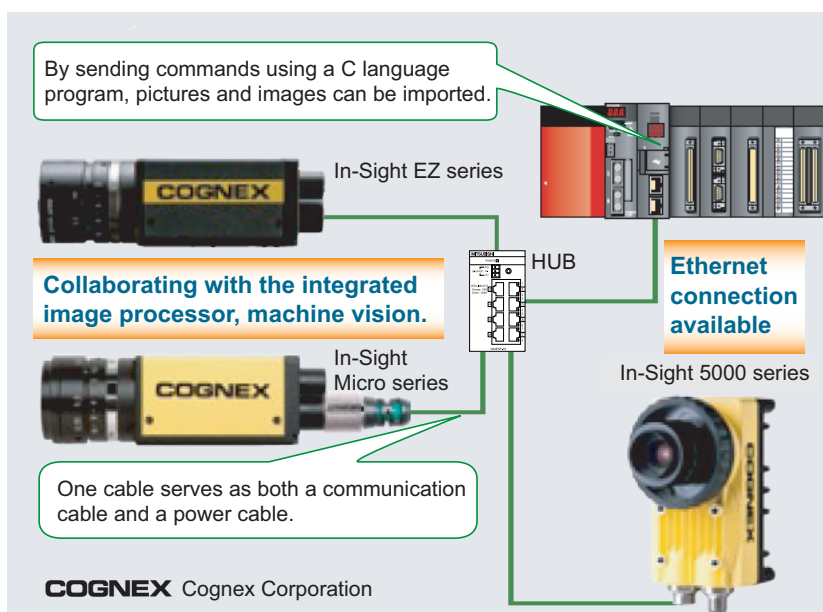 By sending commands using a C language
program, pictures and images can be imported.
In-Sight EZ series
COGNEX
HUB
MITSUBISHI
Collaborating with the integrated
image processor, machine vision.
Ethernet
connection
available
In-Sight
Micro series
COGNEX
In-Sight 5000 series
COGNEX
One cable serves as both a communication
cable and a power cable.
COGNEX Cognex Corporation